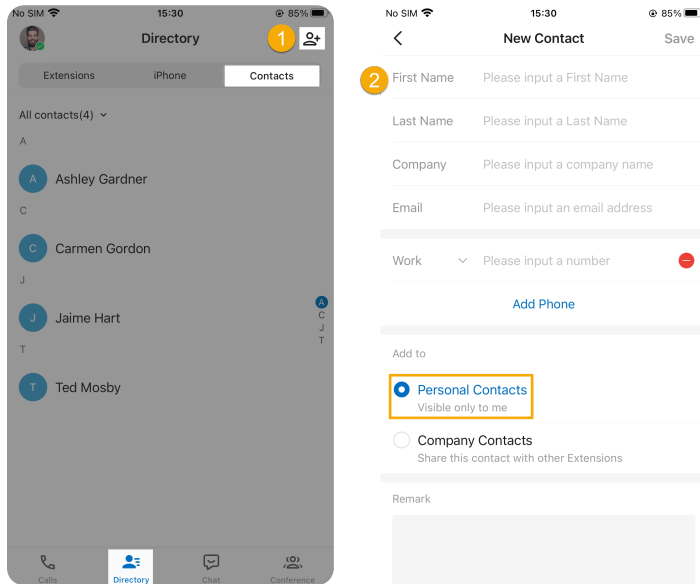 No SIM 15:30 85%
Directory
1
Extensions iPhone Contacts
All contacts(4)
A
A Ashley Gardner
C
C Carmen Gordon
J
J Jaime Hart
T
T Ted Mosby
A
C
J
T
Calls Directory Chat Conference
No SIM 15:30 85%
New Contact Save
2
First Name Please input a First Name
Last Name Please input a Last Name
Company Please input a company name
Email Please input an email address
Work Please input a number
Add Phone
Add to
Personal Contacts
Visible only to me
Company Contacts
Share this contact with other Extensions
Remark